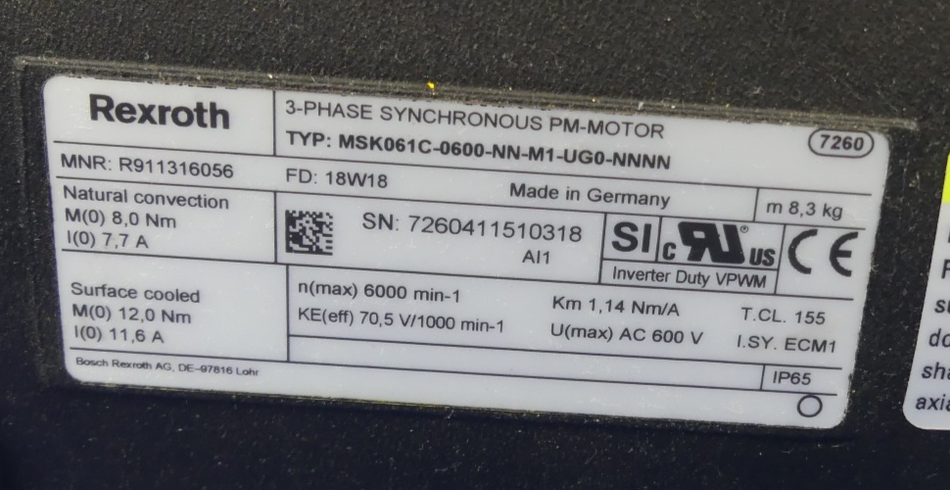 Rexroth
3-PHASE SYNCHRONOUS PM-MOTOR
TYP: MSK061C-0600-NN-M1-UG0-NNNN
7260
MNR: R911316056
FD: 18W18
Made in Germany
m 8,3 kg
Natural convection
M(0) 8,0 Nm
I(0) 7,7 A
SN: 7260411510318
AI1
SI
c RU® US
Inverter Duty VPWM
CE
Surface cooled
M(0) 12,0 Nm
I(0) 11,6 A
n(max) 6000 min-1
Km 1,14 Nm/A
T.CL. 155
KE(eff) 70,5 V/1000 min-1
U(max) AC 600 V
I.SY. ECM1
Bosch Rexroth AG, DE-97816 Lohr
IP65